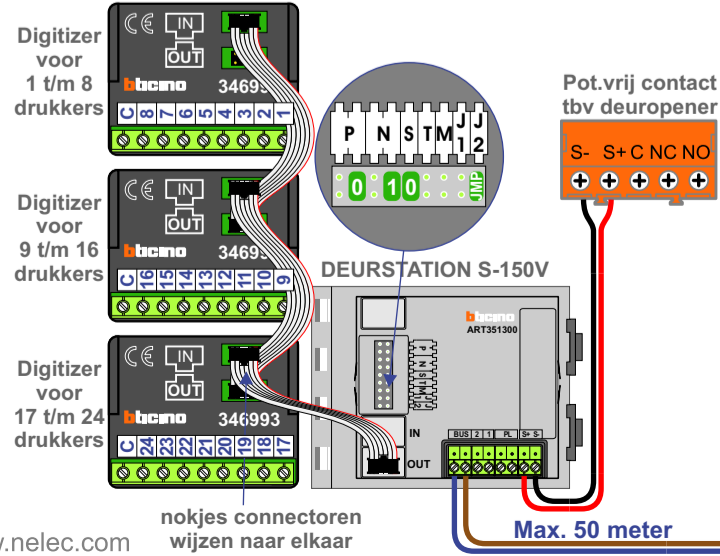 Digitizer
voor
1 t/m 8
drukkers
IN
OUT
bticino
C 8 7 6 5 4 3 2 1
Digitizer
voor
9 t/m 16
drukkers
IN
OUT
bticino
C 16 15 14 13 12 11 10 9
Digitizer
voor
17 t/m 24
drukkers
IN
OUT
bticino
346993
C 24 23 22 21 20 19 18 17
P N S T M J1 J2
0 10 JMP
Pot.vrij contact
tbv deuropener
S- S+ C NC NO
DEURSTATION S-150V
bticino
ART351300
P N S T M J1 J2
IN
OUT
BUS 2 1 PL S+ S-
nokjes connectoren
wijzen naar elkaar
Max. 50 meter
w.nelec.com